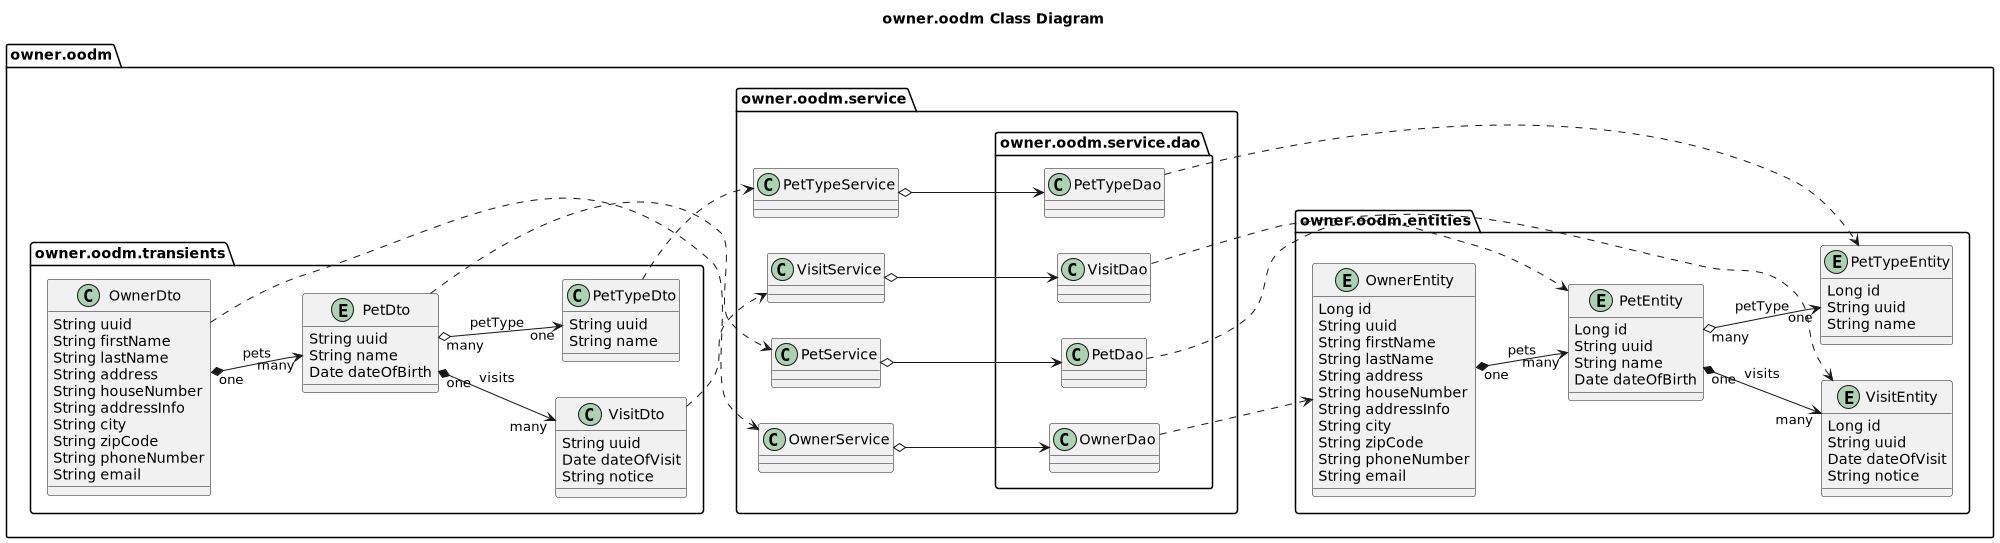 owner.oodm Class Diagram
owner.oodm
owner.oodm.transients
C OwnerDto
String uuid
String firstName
String lastName
String address
String houseNumber
String addressInfo
String city
String zipCode
String phoneNumber
String email
pets
one
many
E PetDto
String uuid
String name
Date dateOfBirth
petType
many
one
visits
one
many
C PetTypeDto
String uuid
String name
C VisitDto
String uuid
Date dateOfVisit
String notice
owner.oodm.service
C PetTypeService
C VisitService
C PetService
C OwnerService
owner.oodm.service.dao
C PetTypeDao
C VisitDao
C PetDao
C OwnerDao
owner.oodm.entities
E OwnerEntity
Long id
String uuid
String firstName
String lastName
String address
String houseNumber
String addressInfo
String city
String zipCode
String phoneNumber
String email
pets
one
many
E PetEntity
Long id
String uuid
String name
Date dateOfBirth
petType
many
one
visits
one
many
E PetTypeEntity
Long id
String uuid
String name
E VisitEntity
Long id
String uuid
Date dateOfVisit
String notice